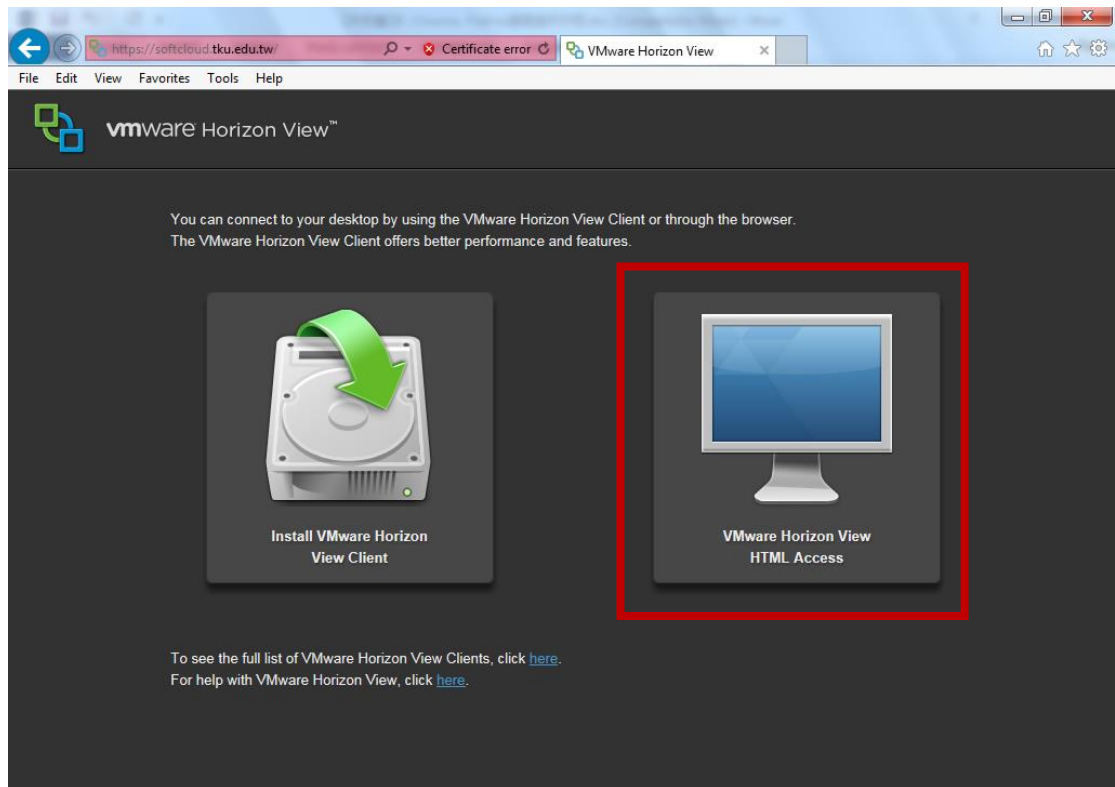 https://softcloud.tku.edu.tw/
Certificate error
VMware Horizon View
File Edit View Favorites Tools Help
vmware Horizon View™
You can connect to your desktop by using the VMware Horizon View Client or through the browser.
The VMware Horizon View Client offers better performance and features.
Install VMware Horizon
View Client
VMware Horizon View
HTML Access
To see the full list of VMware Horizon View Clients, click here.
For help with VMware Horizon View, click here.